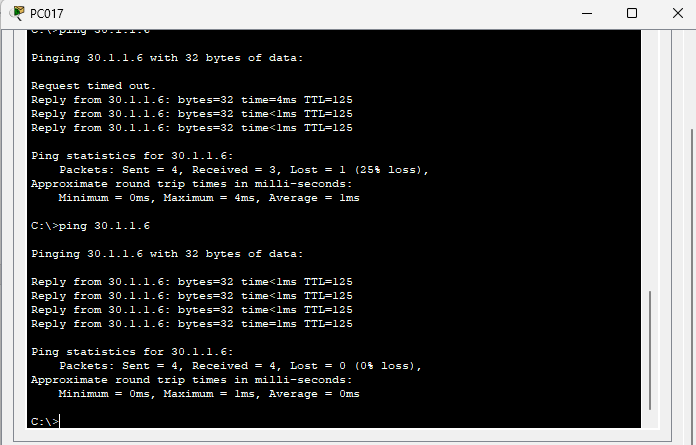 PC017
C:\>ping 30.1.1.6
Pinging 30.1.1.6 with 32 bytes of data:
Request timed out.
Reply from 30.1.1.6: bytes=32 time=4ms TTL=125
Reply from 30.1.1.6: bytes=32 time<1ms TTL=125
Reply from 30.1.1.6: bytes=32 time<1ms TTL=125
Ping statistics for 30.1.1.6:
Packets: Sent = 4, Received = 3, Lost = 1 (25% loss),
Approximate round trip times in milli-seconds:
Minimum = 0ms, Maximum = 4ms, Average = 1ms
C:\>ping 30.1.1.6
Pinging 30.1.1.6 with 32 bytes of data:
Reply from 30.1.1.6: bytes=32 time<1ms TTL=125
Reply from 30.1.1.6: bytes=32 time<1ms TTL=125
Reply from 30.1.1.6: bytes=32 time<1ms TTL=125
Reply from 30.1.1.6: bytes=32 time=1ms TTL=125
Ping statistics for 30.1.1.6:
Packets: Sent = 4, Received = 4, Lost = 0 (0% loss),
Approximate round trip times in milli-seconds:
Minimum = 0ms, Maximum = 1ms, Average = 0ms
C:\>